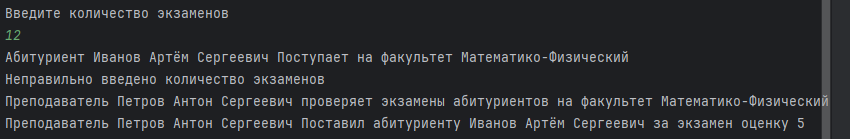 Введите количество экзаменов
12
Абитуриент Иванов Артём Сергеевич Поступает на факультет Математико-Физический
Неправильно введено количество экзаменов
Преподаватель Петров Антон Сергеевич проверяет экзамены абитуриентов на факультет Математико-Физический
Преподаватель Петров Антон Сергеевич Поставил абитуриенту Иванов Артём Сергеевич за экзамен оценку 5